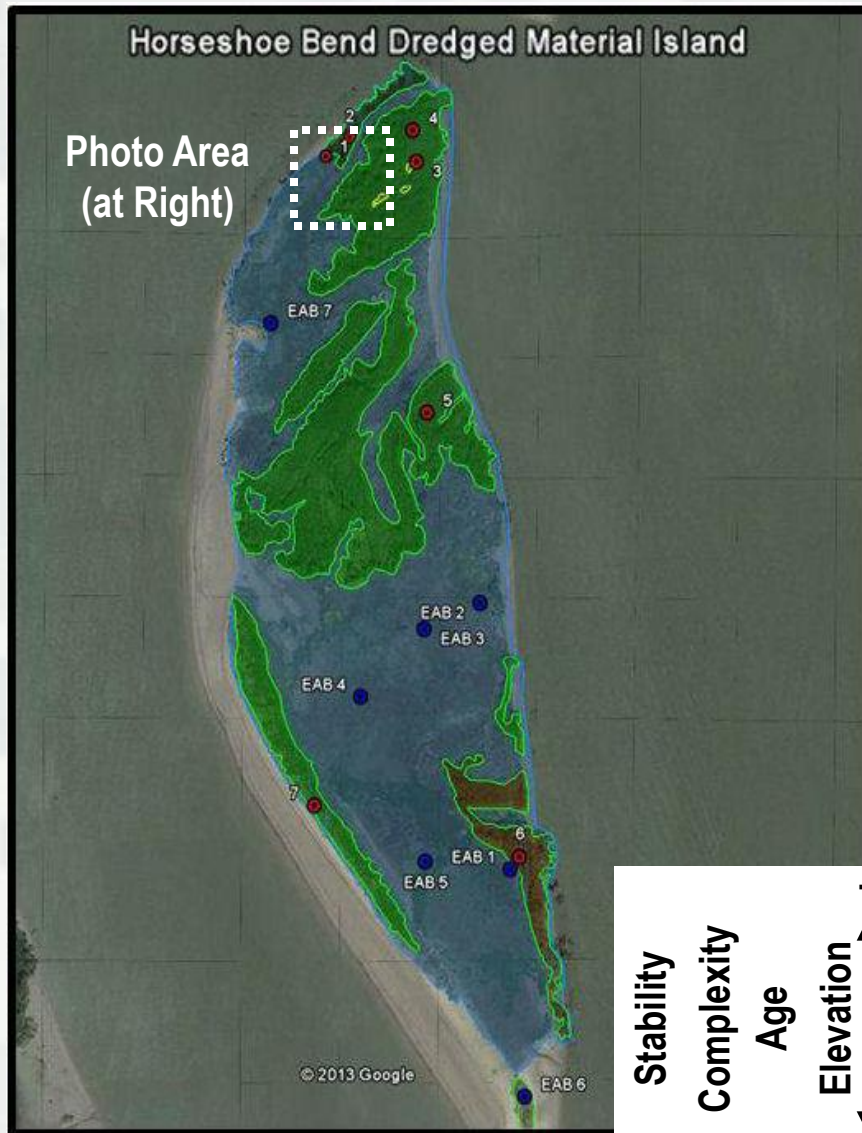 Horseshoe Bend Dredged Material Island
Photo Area
(at Right)
2
4
1
3
EAB 7
5
EAB 2
EAB 3
EAB 4
7
6
EAB 1
EAB 5
© 2013 Google
EAB 6
Stability
Complexity
Age
Elevation